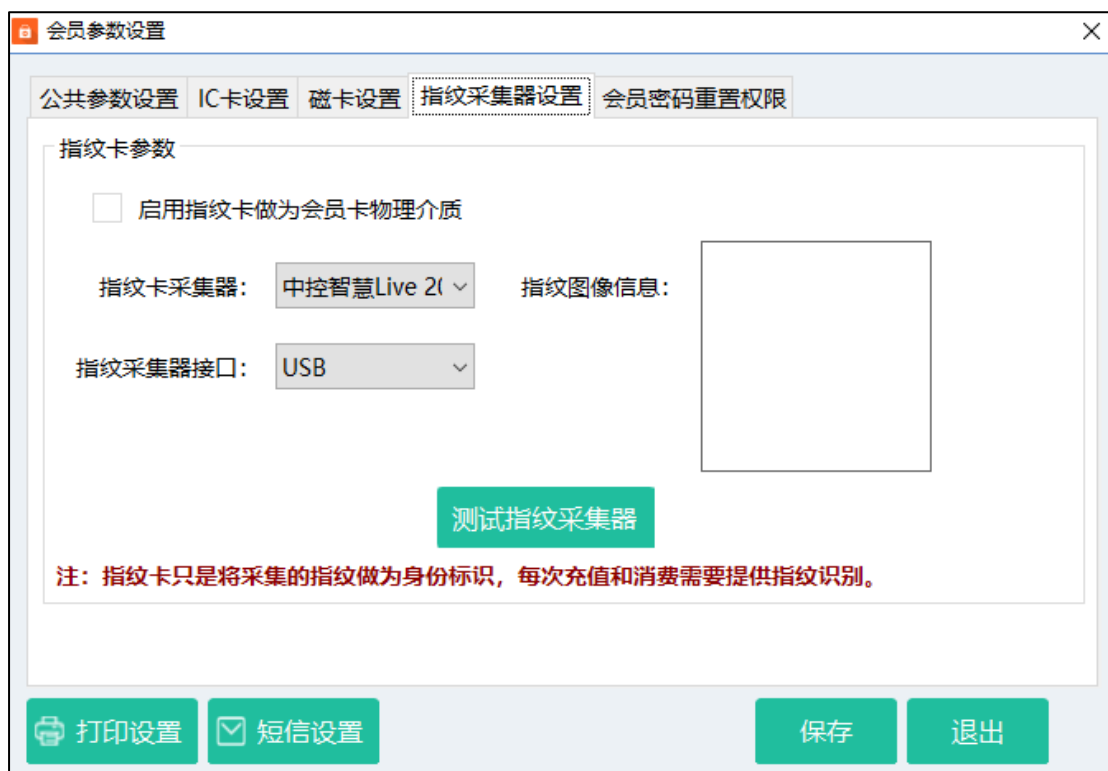 会员参数设置
公共参数设置 IC卡设置 磁卡设置 指纹采集器设置 会员密码重置权限
指纹卡参数
启用指纹卡做为会员卡物理介质
指纹卡采集器： 中控智慧Live 20 指纹图像信息：
指纹采集器接口： USB
测试指纹采集器
注：指纹卡只是将采集的指纹做为身份标识，每次充值和消费需要提供指纹识别。
打印设置 短信设置 保存 退出